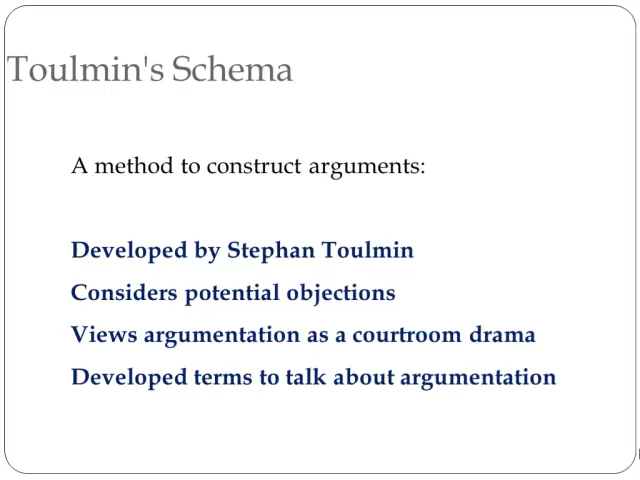 Toulmin's Schema
A method to construct arguments:
Developed by Stephan Toulmin
Considers potential objections
Views argumentation as a courtroom drama
Developed terms to talk about argumentation